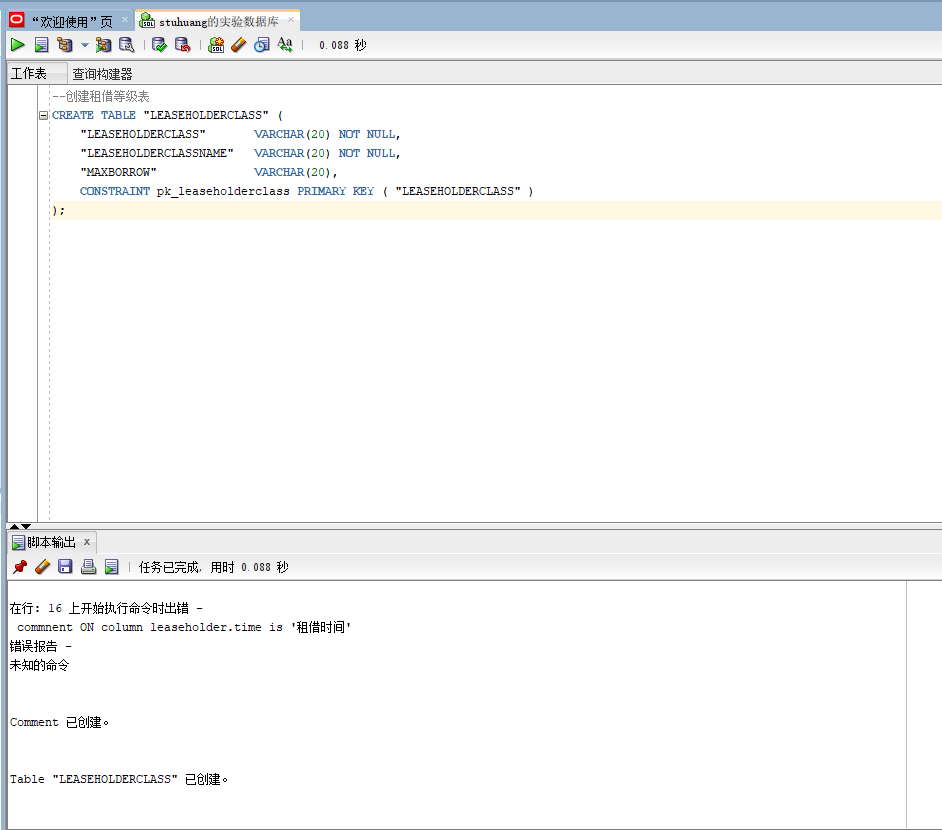 “欢迎使用”页
stuhuang的实验数据库
0.088 秒
工作表
查询构建器
--创建租借等级表
CREATE TABLE "LEASEHOLDERCLASS" (
"LEASEHOLDERCLASS" VARCHAR(20) NOT NULL,
"LEASEHOLDERCLASSNAME" VARCHAR(20) NOT NULL,
"MAXBORROW" VARCHAR(20),
CONSTRAINT pk_leaseholderclass PRIMARY KEY ( "LEASEHOLDERCLASS" )
);
脚本输出
任务已完成, 用时 0.088 秒
在行: 16 上开始执行命令时出错 -
commnent ON column leaseholder.time is '租借时间'
错误报告 -
未知的命令
Comment 已创建。
Table "LEASEHOLDERCLASS" 已创建。